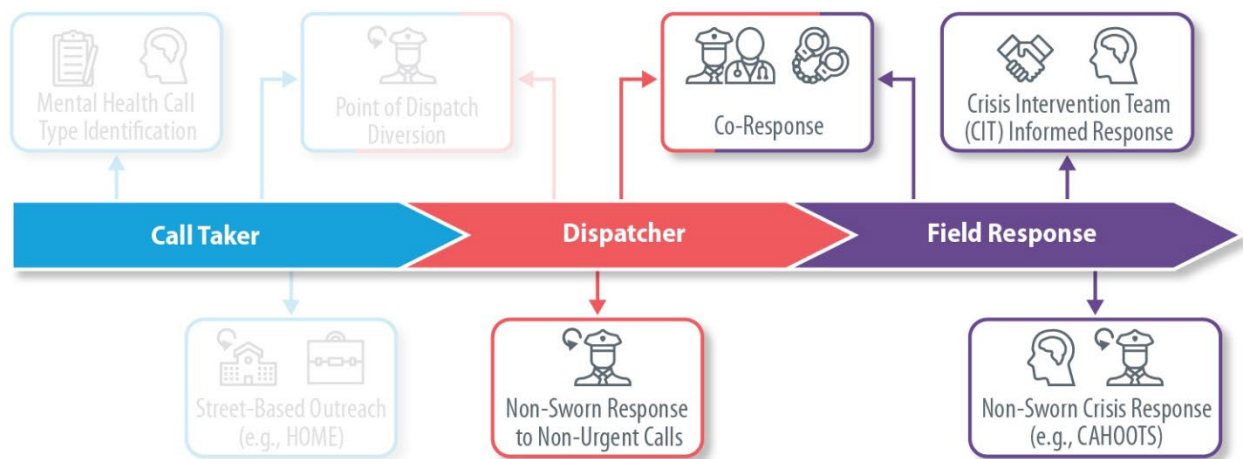 Mental Health Call
Type Identification
Point of Dispatch
Diversion
Co-Response
Crisis Intervention Team
(CIT) Informed Response
Call Taker
Dispatcher
Field Response
Street-Based Outreach
(e.g., HOME)
Non-Sworn Response
to Non-Urgent Calls
Non-Sworn Crisis Response
(e.g., CAHOOTS)